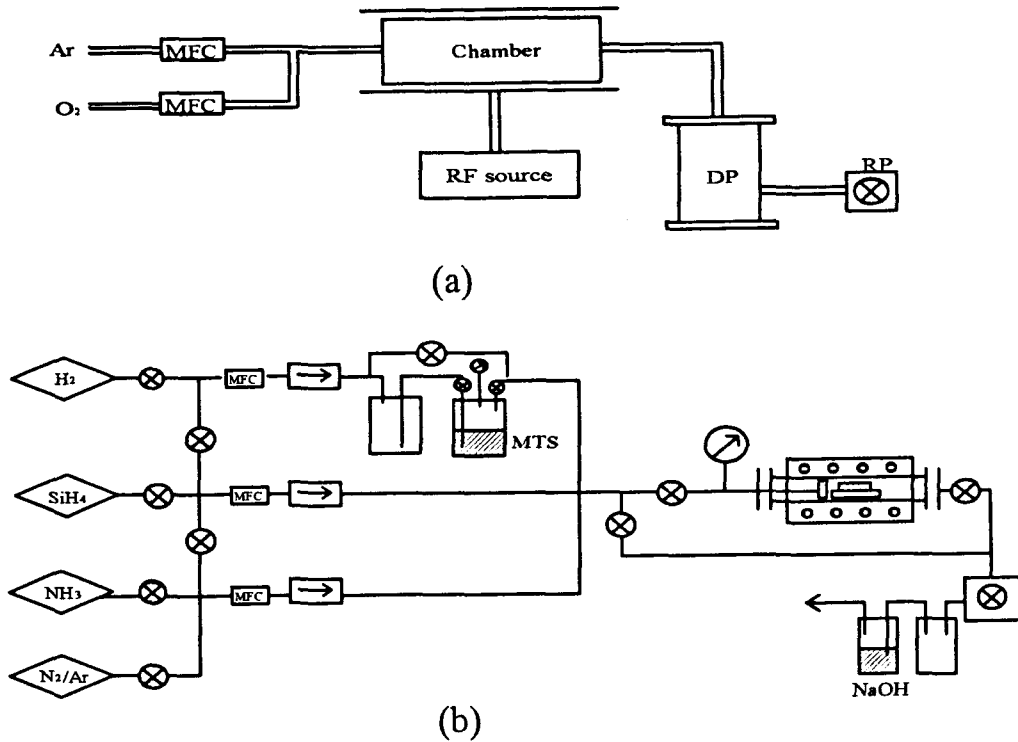 Ar
MFC
Chamber
O₂
MFC
RF source
DP
RP
(a)
H₂
MFC
MTS
SiH₄
MFC
NH₃
MFC
N₂/Ar
NaOH
(b)